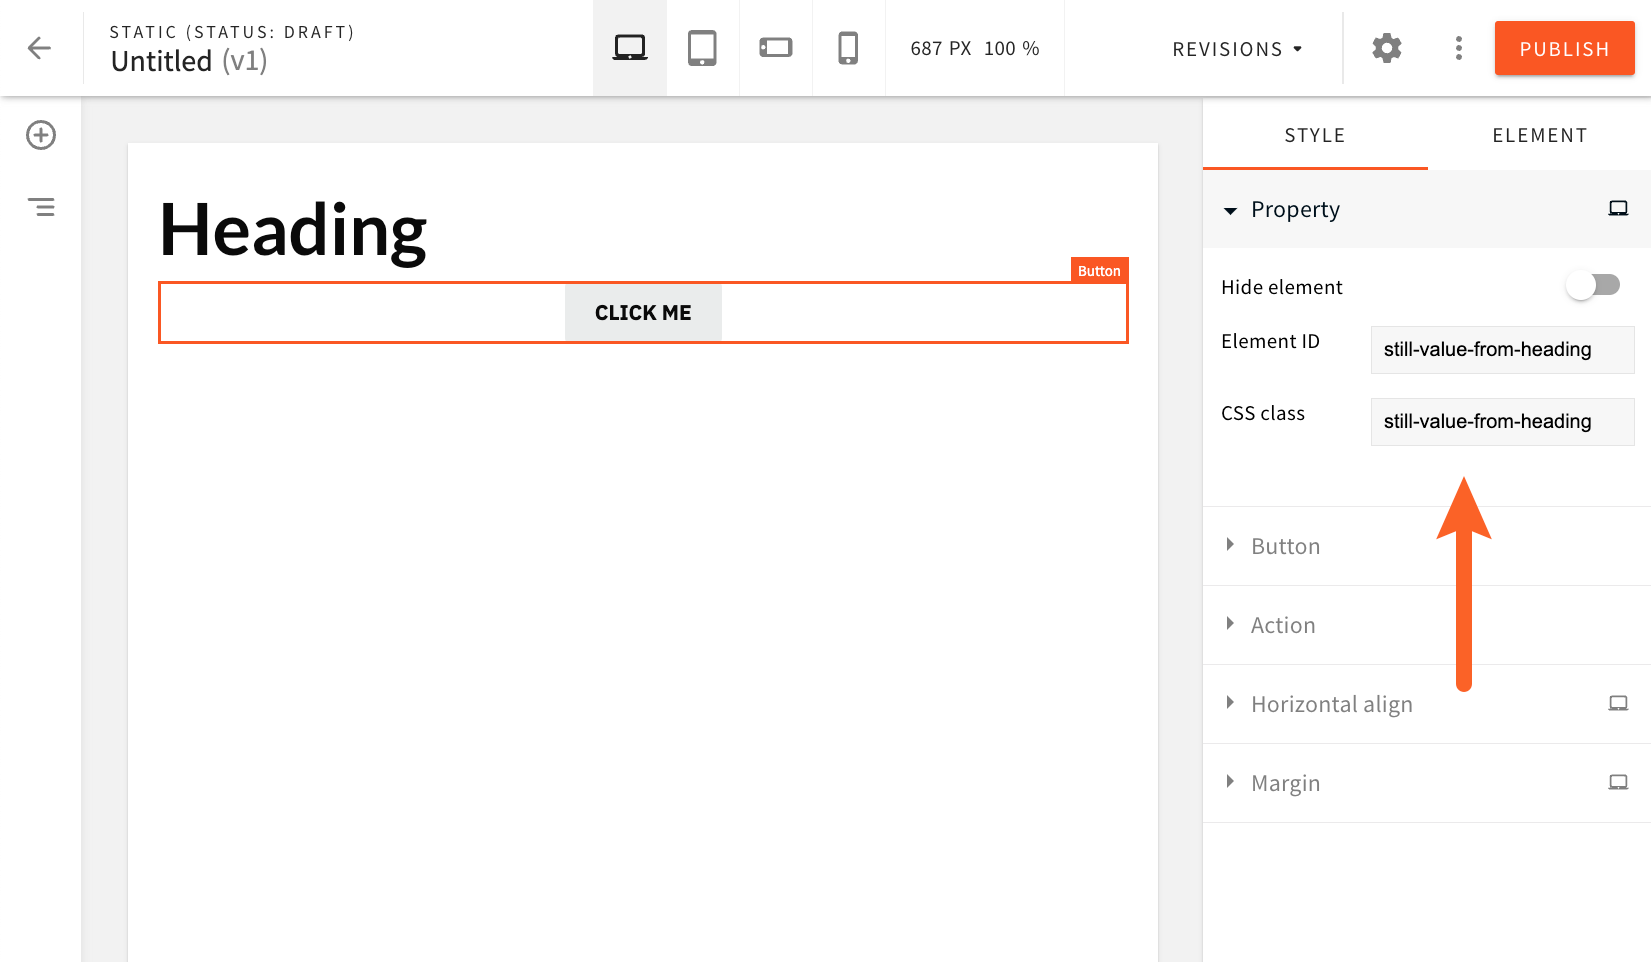 STATIC (STATUS: DRAFT)
Untitled (v1)
687 PX 100 %
REVISIONS
PUBLISH
STYLE
ELEMENT
Property
Heading
Button
CLICK ME
Hide element
Element ID
still-value-from-heading
CSS class
still-value-from-heading
Button
Action
Horizontal align
Margin